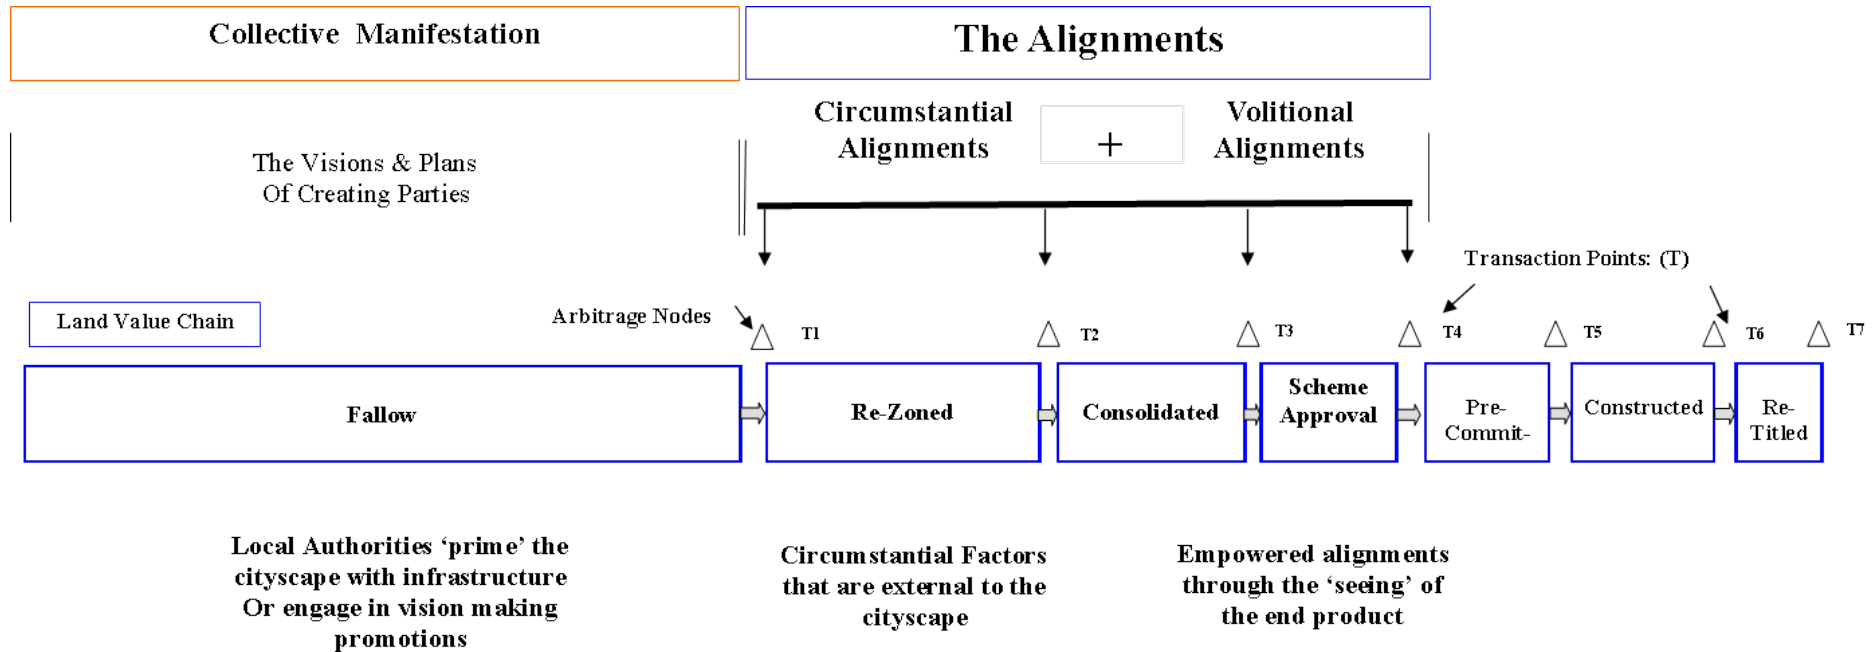 Collective Manifestation
The Alignments
Circumstantial
Alignments
+
Volitional
Alignments
The Visions & Plans
Of Creating Parties
Transaction Points: (T)
Land Value Chain
Arbitrage Nodes
T1
T2
T3
T4
T5
T6
T7
Fallow
Re-Zoned
Consolidated
Scheme
Approval
Pre-
Commit-
Constructed
Re-
Titled
Local Authorities ‘prime’ the
cityscape with infrastructure
Or engage in vision making
promotions
Circumstantial Factors
that are external to the
cityscape
Empowered alignments
through the ‘seeing’ of
the end product